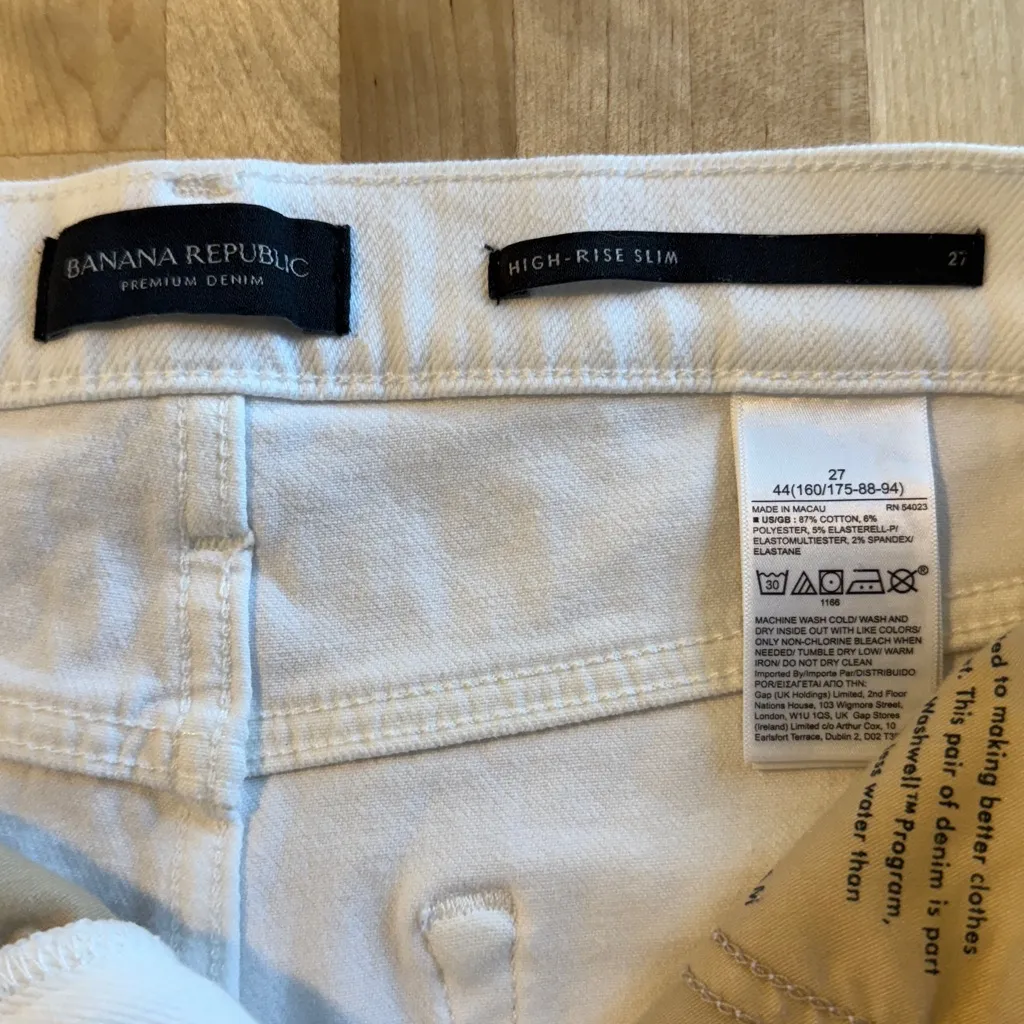 BANANA REPUBLIC
PREMIUM DENIM
HIGH-RISE SLIM 27
27
44(160/175-88-94)
MADE IN MACAU RN 54023
■ US/GB : 87% COTTON, 6%
POLYESTER, 5% ELASTERELL-P/
ELASTOMULTIESTER, 2% SPANDEX/
ELASTANE
30
®
1166
MACHINE WASH COLD/ WASH AND
DRY INSIDE OUT WITH LIKE COLORS/
ONLY NON-CHLORINE BLEACH WHEN
NEEDED/ TUMBLE DRY LOW/ WARM
IRON/ DO NOT DRY CLEAN
Imported By/Importe Par/DISTRIBUIDO
POR/ΕΙΣΑΓΕΤΑΙ ΑΠΟ ΤΗΝ:
Gap (UK Holdings) Limited, 2nd Floor
Nations House, 103 Wigmore Street,
London, W1U 1QS, UK Gap Stores
(Ireland) Limited c/o Arthur Cox, 10
Earlsfort Terrace, Dublin 2, D02
ed to making better clothes
t. This pair of denim is part
Washwell™ Program,
ss water than